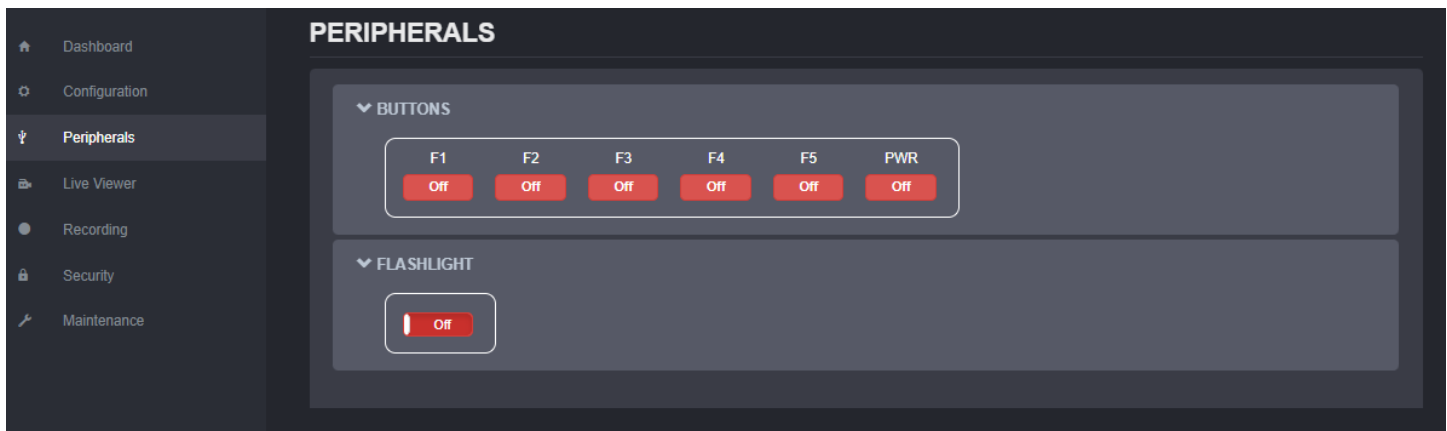 Dashboard
Configuration
Peripherals
Live Viewer
Recording
Security
Maintenance
PERIPHERALS
BUTTONS
F1 F2 F3 F4 F5 PWR
Off Off Off Off Off Off
FLASHLIGHT
Off